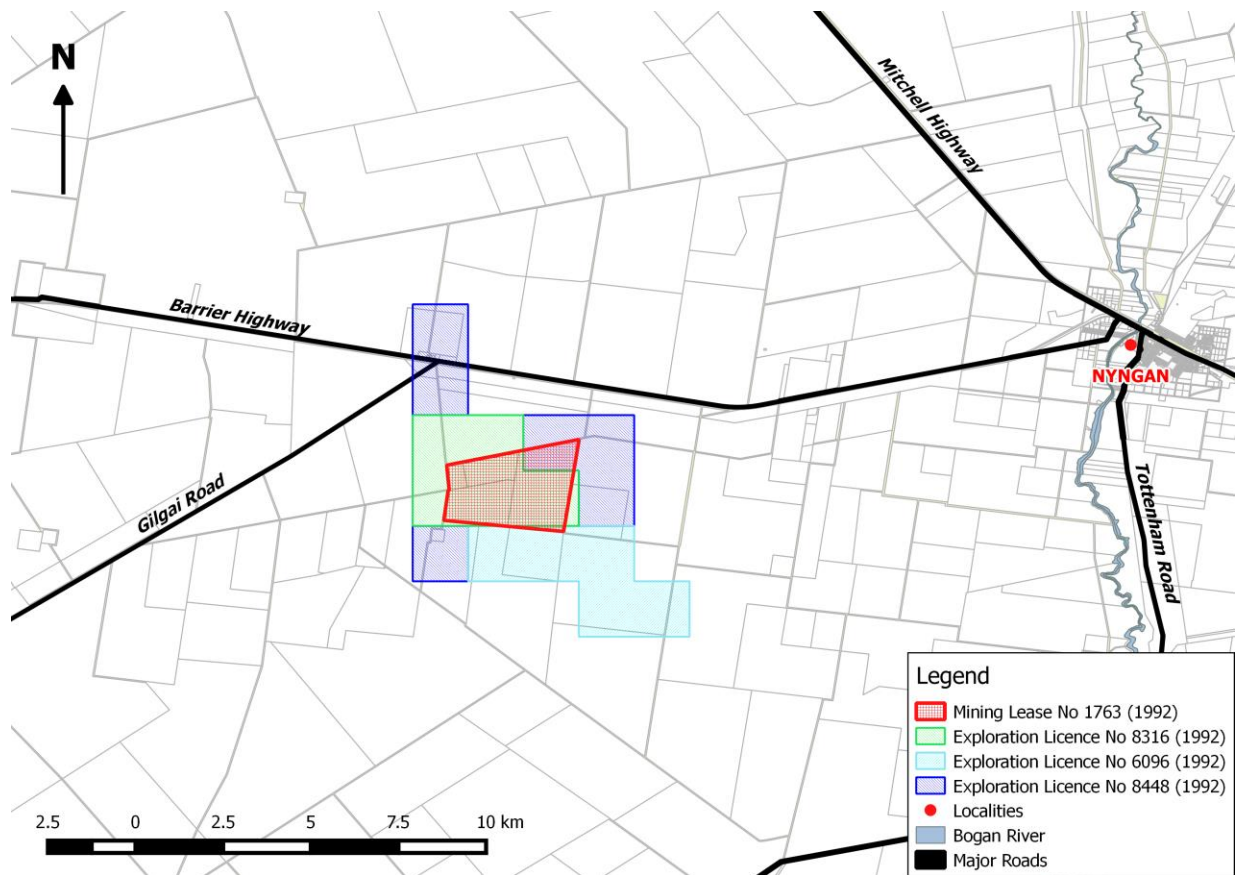 N
Mitchell Highway
Barrier Highway
NYNGAN
Gilgai Road
Tottenham Road
Legend
Mining Lease No 1763 (1992)
Exploration Licence No 8316 (1992)
Exploration Licence No 6096 (1992)
Exploration Licence No 8448 (1992)
Localities
Bogan River
Major Roads
2.5 0 2.5 5 7.5 10 km